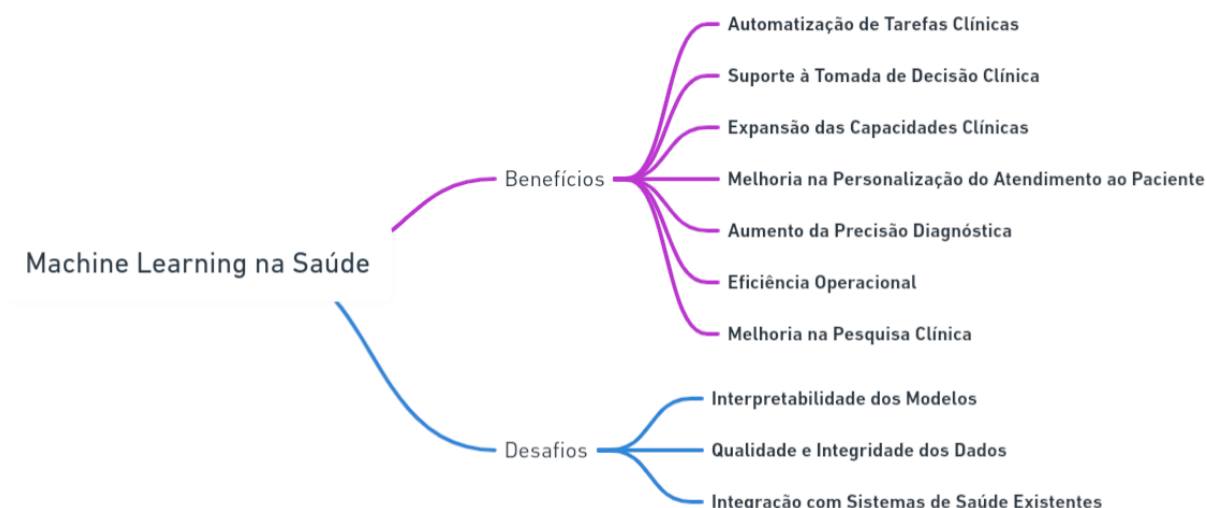 Machine Learning na Saúde
Benefícios
Automatização de Tarefas Clínicas
Suporte à Tomada de Decisão Clínica
Expansão das Capacidades Clínicas
Melhoria na Personalização do Atendimento ao Paciente
Aumento da Precisão Diagnóstica
Eficiência Operacional
Melhoria na Pesquisa Clínica
Desafios
Interpretabilidade dos Modelos
Qualidade e Integridade dos Dados
Integração com Sistemas de Saúde Existentes